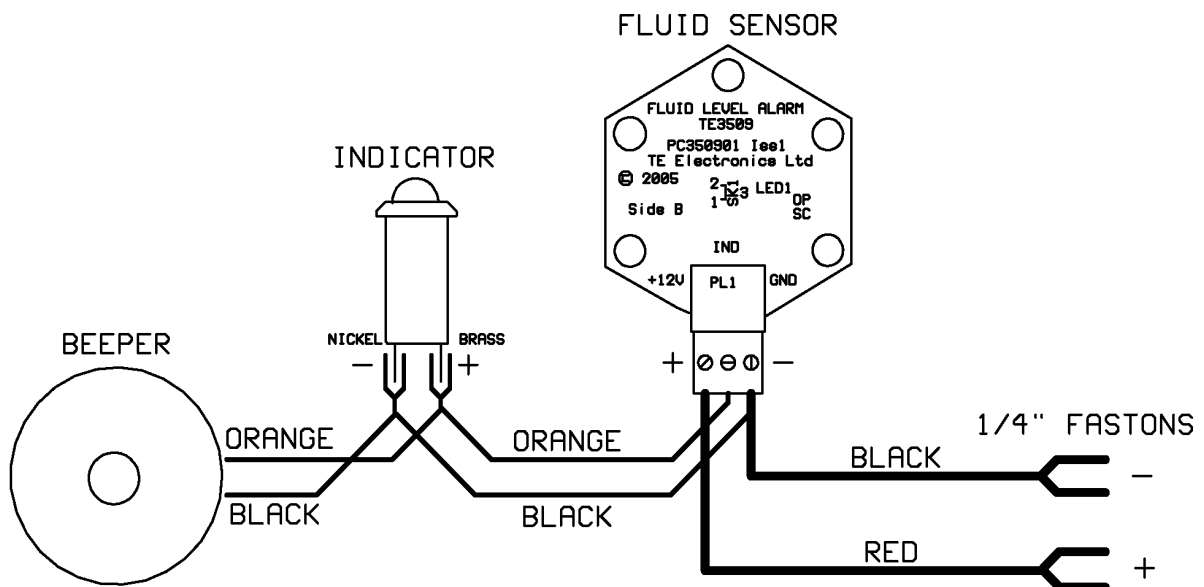 FLUID SENSOR
FLUID LEVEL ALARM
TE3509
PC350901 Iss1
TE Electronics Ltd
© 2005
2
1
SK1
3
LED1
OP
SC
Side B
IND
+12V
PL1
GND
+
-
INDICATOR
NICKEL
BRASS
-
+
BEEPER
ORANGE
BLACK
ORANGE
BLACK
1/4" FASTONS
BLACK
-
RED
+